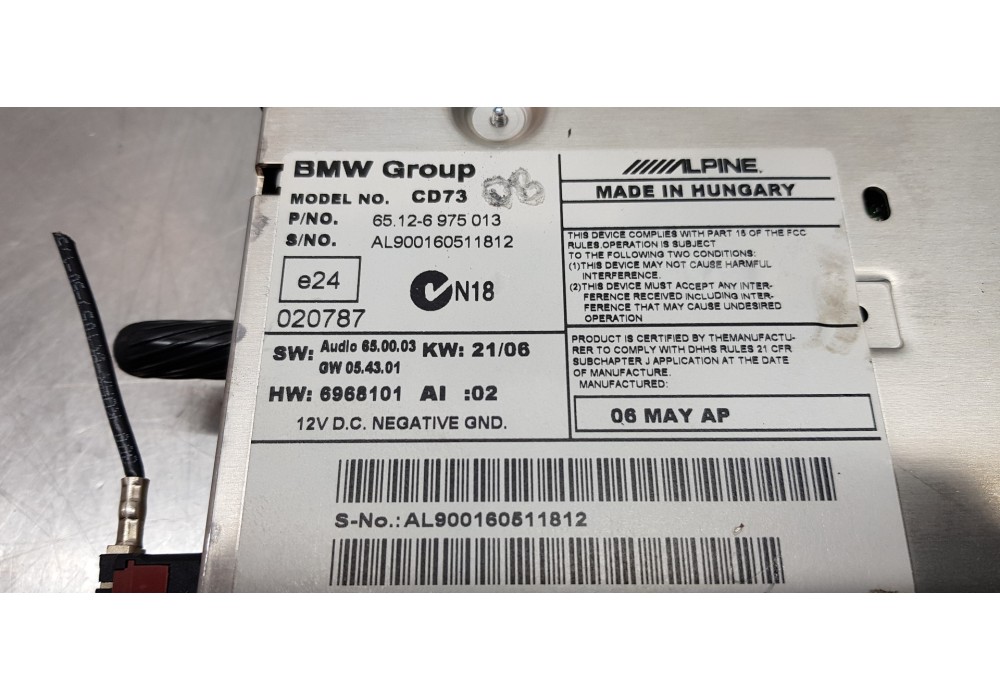 BMW Group
MODEL NO. CD73
P/NO. 65.12-6 975 013
S/NO. AL900160511812
e24
020787
N18
SW: Audio 65.00.03 KW: 21/06
GW 05.43.01
HW: 6968101 AI :02
12V D.C. NEGATIVE GND.
ALPINE.
MADE IN HUNGARY
THIS DEVICE COMPLIES WITH PART 15 OF THE FCC
RULES.OPERATION IS SUBJECT
TO THE FOLLOWING TWO CONDITIONS:
(1)THIS DEVICE MAY NOT CAUSE HARMFUL
INTERFERENCE.
(2)THIS DEVICE MUST ACCEPT ANY INTER-
FERENCE RECEIVED INCLUDING INTER-
FERENCE THAT MAY CAUSE UNDESIRED
OPERATION
PRODUCT IS CERTIFIED BY THEMANUFACTU-
RER TO COMPLY WITH DHHS RULES 21 CFR
SUBCHAPTER J APPLICATION AT THE DATE
OF MANUFACTURE.
MANUFACTURED:
06 MAY AP
S-No.:AL900160511812